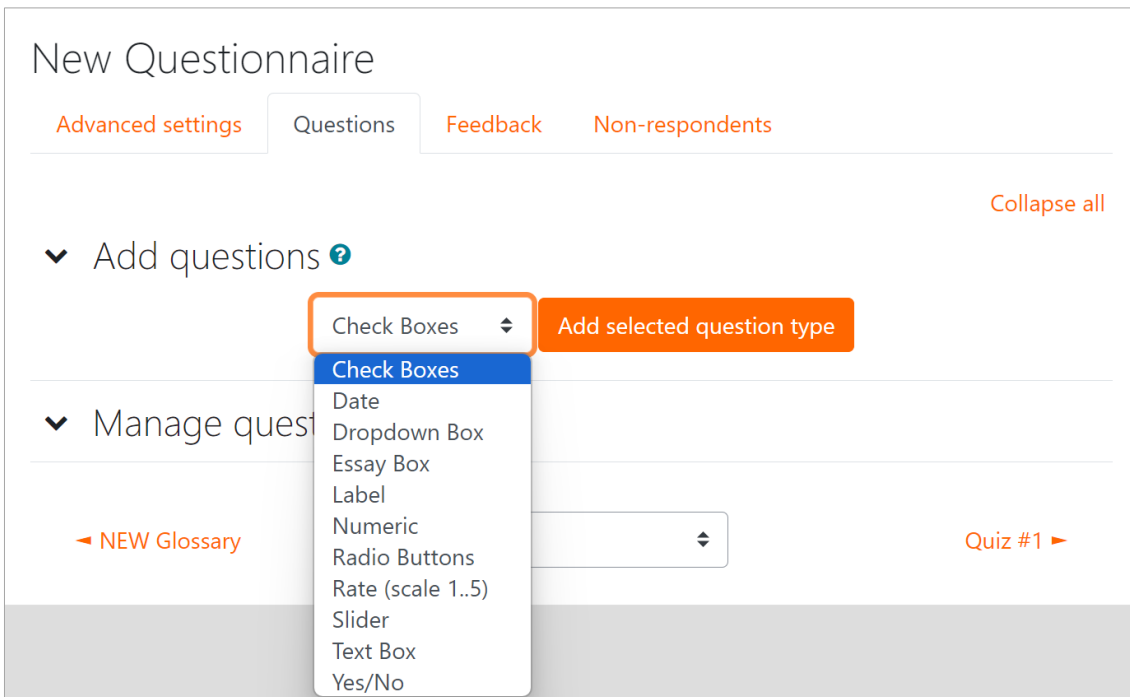 New Questionnaire
Advanced settings Questions Feedback Non-respondents
Collapse all
Add questions ?
Check Boxes Add selected question type
Check Boxes
Date
Dropdown Box
Essay Box
Label
Manage quest
Numeric
Radio Buttons
Rate (scale 1..5)
Slider
Text Box
Yes/No
◄ NEW Glossary
Quiz #1 ►